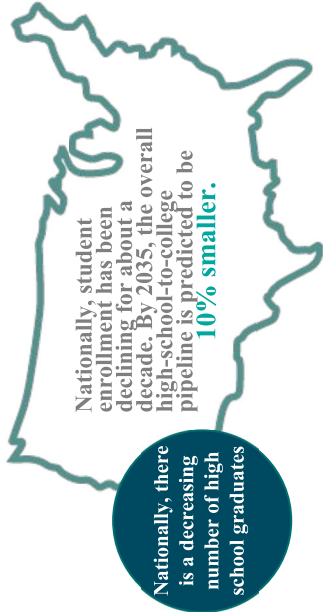 Nationally, student
enrollment has been
declining for about a
decade. By 2035, the overall
high-school-to-college
pipeline is predicted to be
10% smaller.
Nationally, there
is a decreasing
number of high
school graduates